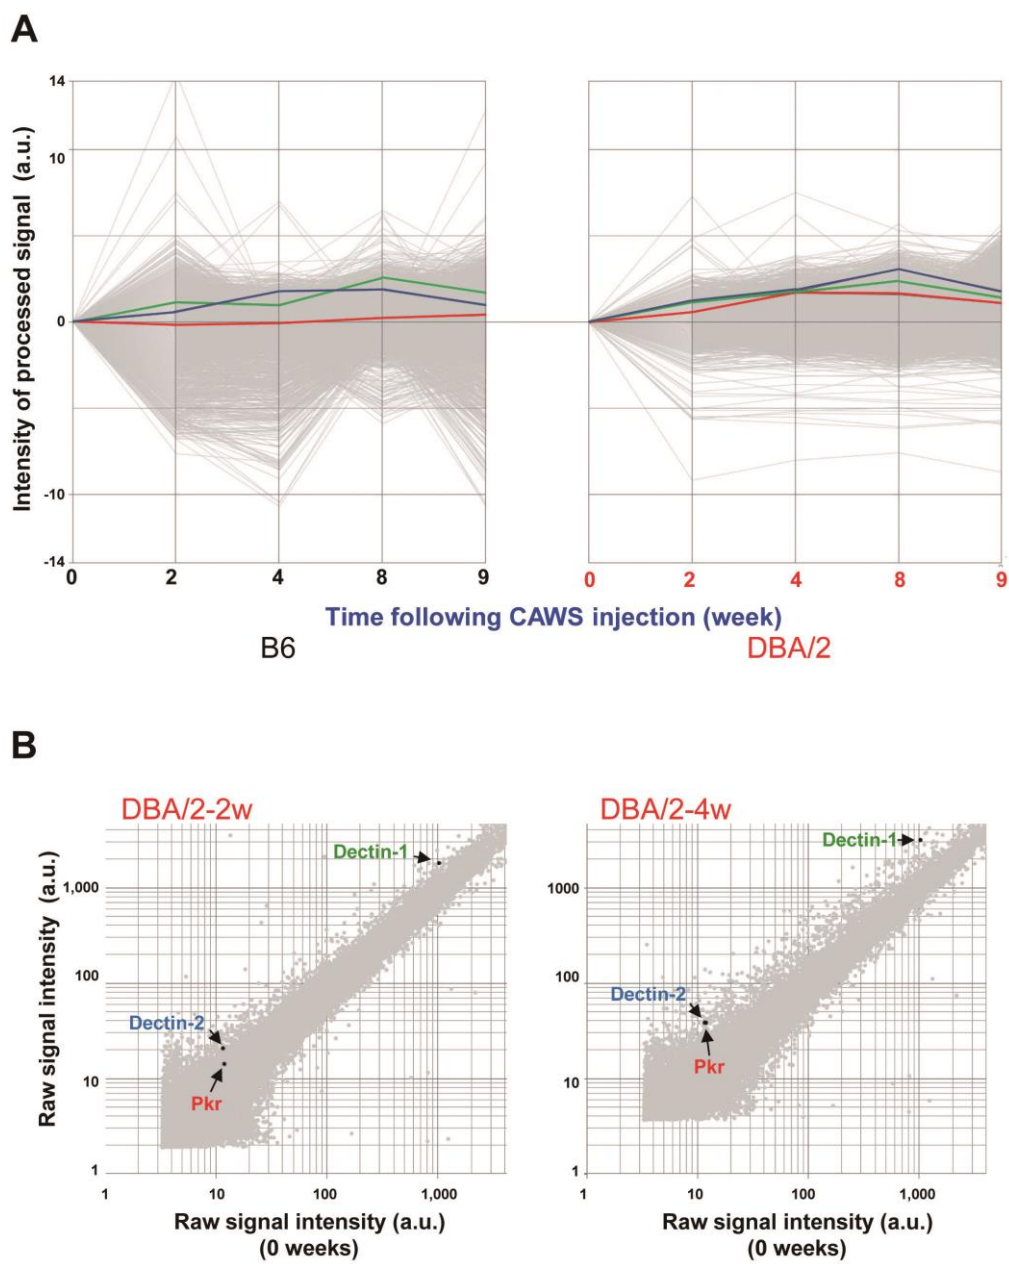 A
Intensity of processed signal (a.u.)
14
10
0
-10
-14
0 2 4 8 9
0 2 4 8 9
Time following CAWS injection (week)
B6 DBA/2
B
DBA/2-2w
Raw signal intensity (a.u.)
1,000
100
10
1
Dectin-1
Dectin-2
Pkr
1 10 100 1,000
Raw signal intensity (a.u.)
(0 weeks)
DBA/2-4w
1000
100
10
1
Dectin-1
Dectin-2
Pkr
1 10 100 1,000
Raw signal intensity (a.u.)
(0 weeks)